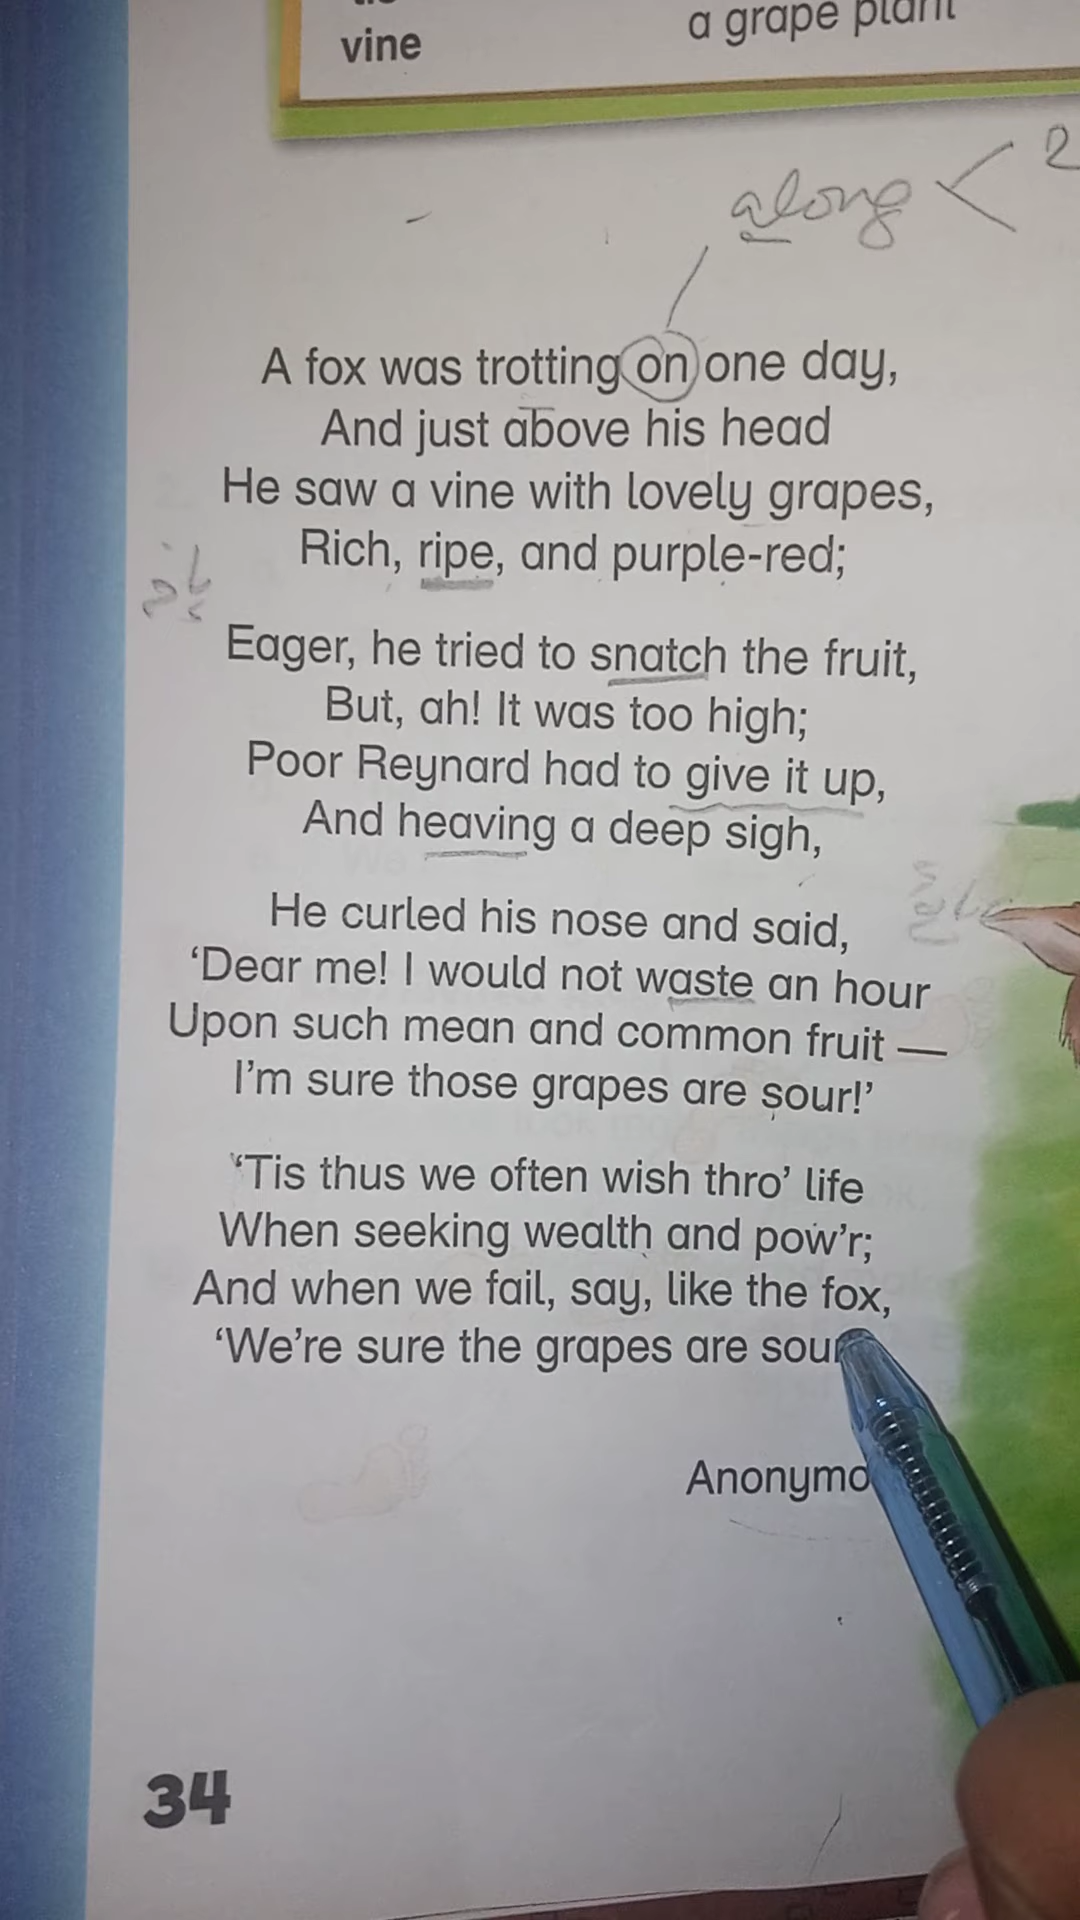 vine a grape plant
along < 2
A fox was trotting on one day,
And just above his head
He saw a vine with lovely grapes,
Rich, ripe, and purple-red;
Eager, he tried to snatch the fruit,
But, ah! It was too high;
Poor Reynard had to give it up,
And heaving a deep sigh,
He curled his nose and said,
‘Dear me! I would not waste an hour
Upon such mean and common fruit —
I’m sure those grapes are sour!’
‘Tis thus we often wish thro’ life
When seeking wealth and pow’r;
And when we fail, say, like the fox,
‘We’re sure the grapes are sour
Anonymo
34